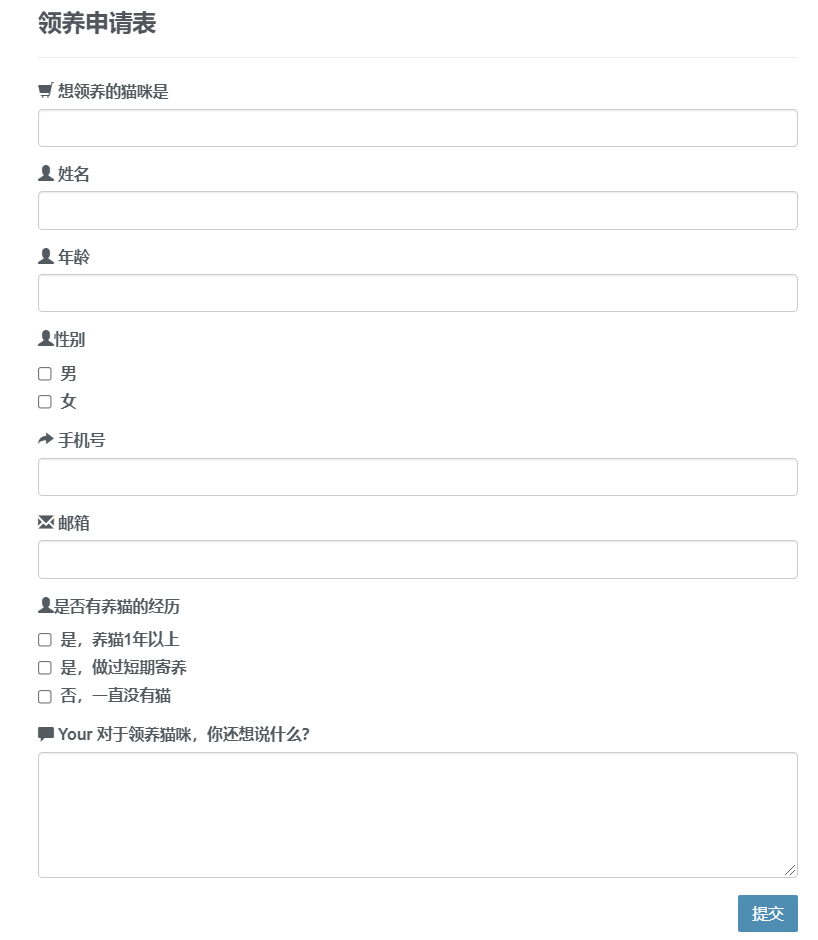 领养申请表
想领养的猫咪是
姓名
年龄
性别
男
女
手机号
邮箱
是否有养猫的经历
是，养猫1年以上
是，做过短期寄养
否，一直没有猫
Your 对于领养猫咪，你还想说什么？
提交